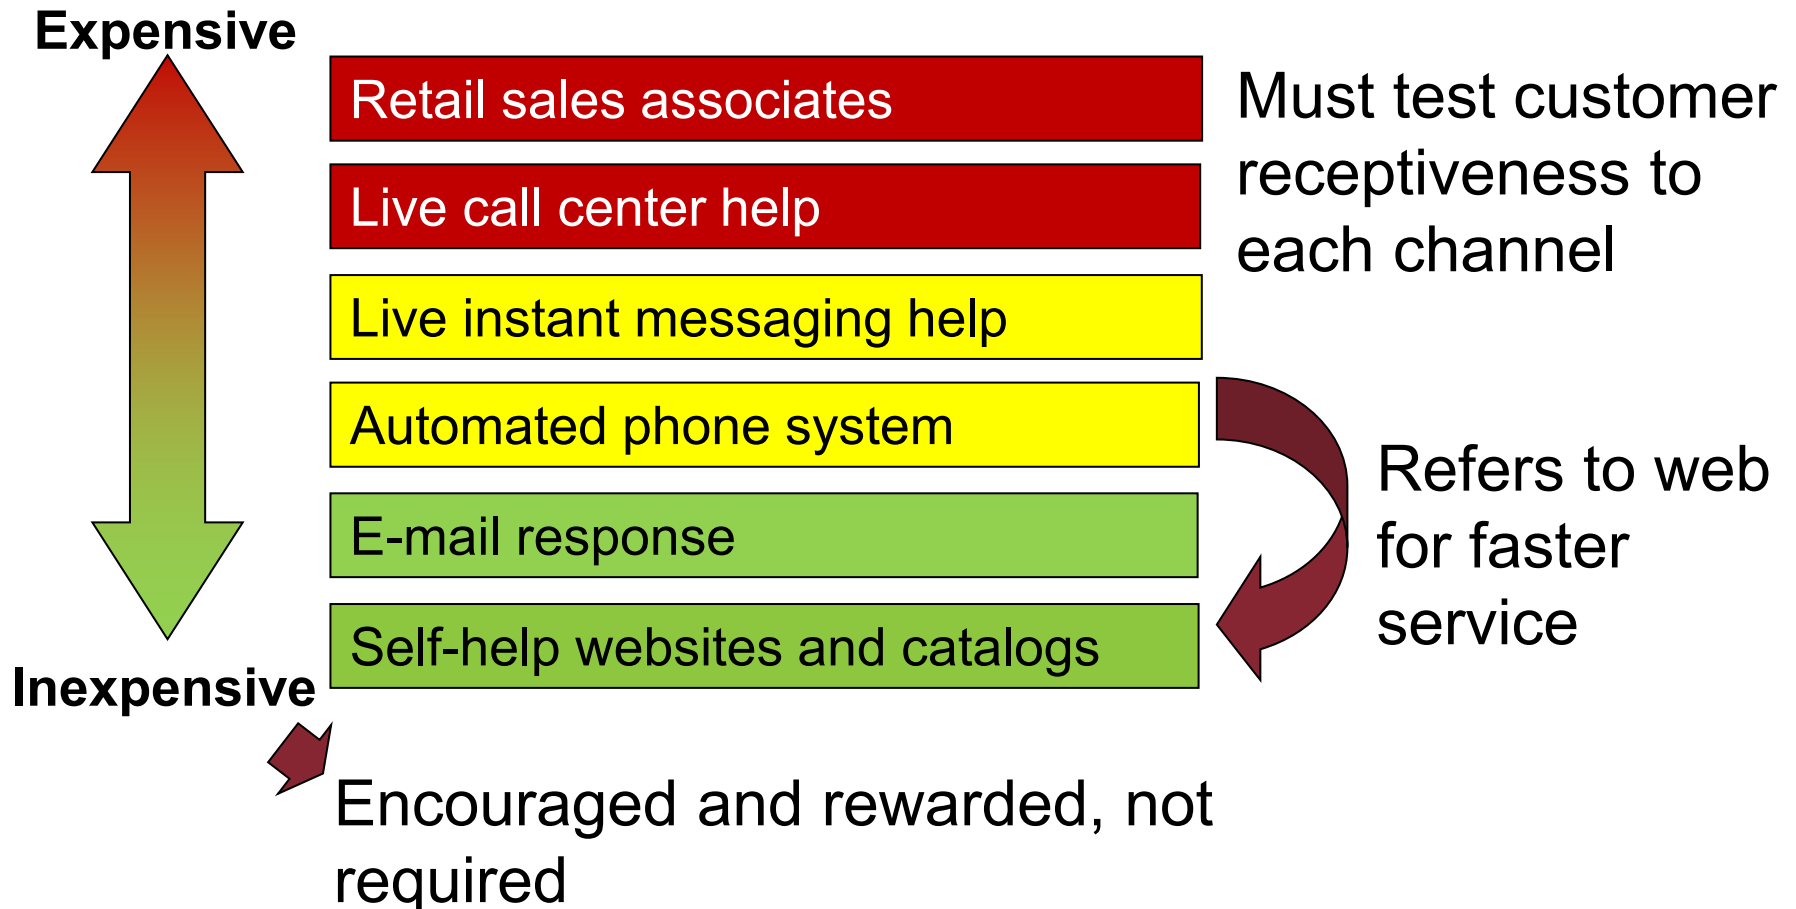 Expensive
Retail sales associates
Live call center help
Live instant messaging help
Automated phone system
E-mail response
Self-help websites and catalogs
Inexpensive
Must test customer
receptiveness to
each channel
Refers to web
for faster
service
Encouraged and rewarded, not
required